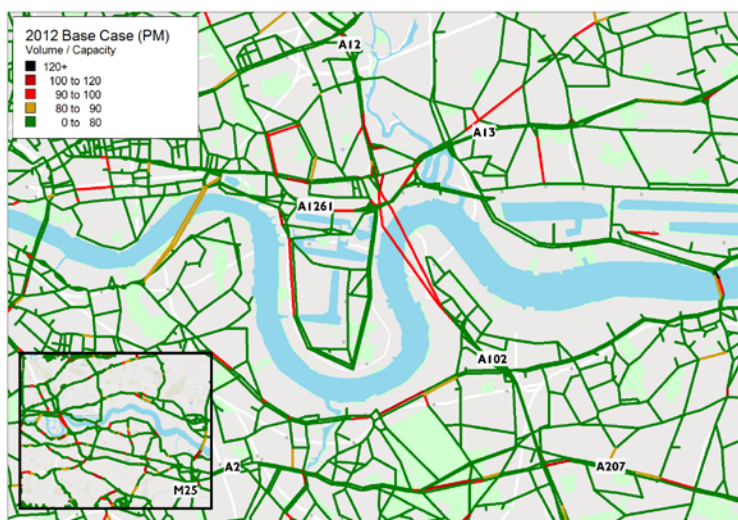 2012 Base Case (PM)
Volume / Capacity
120+
100 to 120
90 to 100
80 to 90
0 to 80
A12
A13
A1261
A102
A2
A207
M25